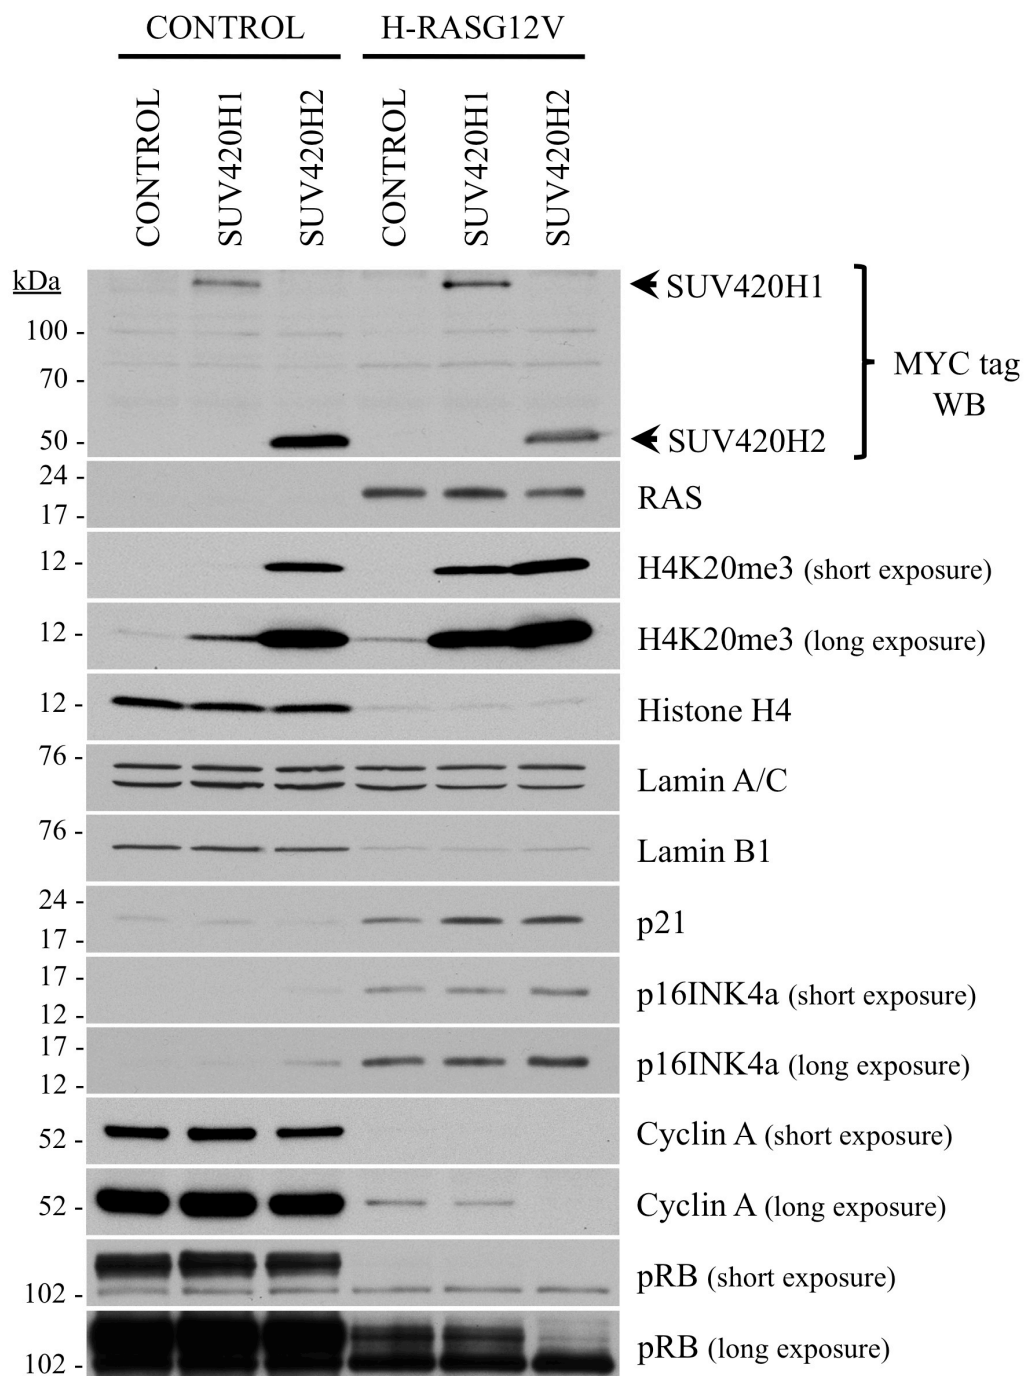 CONTROL H-RASG12V
CONTROL SUV420H1 SUV420H2 CONTROL SUV420H1 SUV420H2
kDa
SUV420H1
100 -
70 -
MYC tag
WB
50 -
SUV420H2
24 -
17 -
RAS
12 -
H4K20me3 (short exposure)
12 -
H4K20me3 (long exposure)
12 -
Histone H4
76 -
Lamin A/C
76 -
Lamin B1
24 -
17 -
p21
17 -
12 -
p16INK4a (short exposure)
17 -
12 -
p16INK4a (long exposure)
52 -
Cyclin A (short exposure)
52 -
Cyclin A (long exposure)
102 -
pRB (short exposure)
102 -
pRB (long exposure)